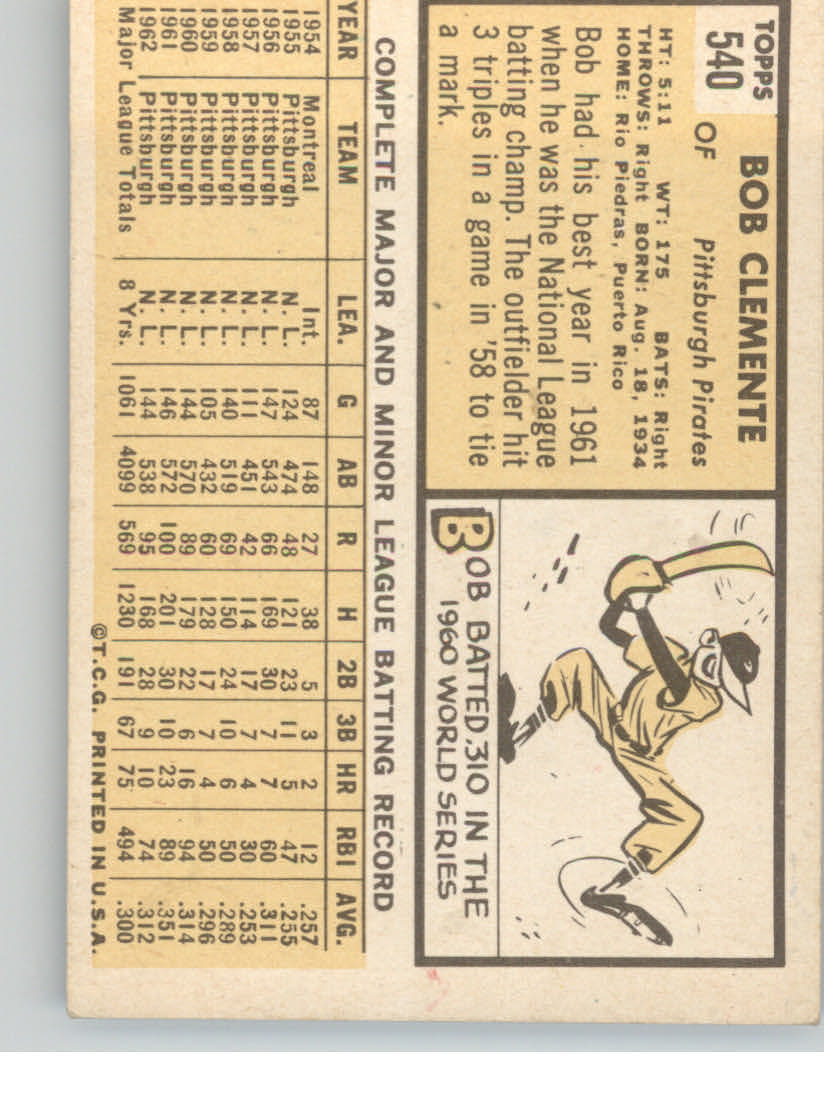 TOPPS
540
BOB CLEMENTE
OF Pittsburgh Pirates
HT: 5:11 WT: 175 BATS: Right
THROWS: Right BORN: Aug. 18, 1934
HOME: Rio Piedras, Puerto Rico
Bob had his best year in 1961
when he was the National League
batting champ. The outfielder hit
3 triples in a game in '58 to tie
a mark.
BOB BATTED .310 IN THE
1960 WORLD SERIES
COMPLETE MAJOR AND MINOR LEAGUE BATTING RECORD
YEAR TEAM LEA. G AB R H 2B 3B HR RBI AVG.
1954 Montreal Int. 87 148 27 38 5 3 2 12 .257
1955 Pittsburgh N. L. 124 474 48 121 23 11 5 47 .255
1956 Pittsburgh N. L. 147 543 66 169 30 7 7 60 .311
1957 Pittsburgh N. L. 111 451 42 114 17 7 4 30 .253
1958 Pittsburgh N. L. 140 519 69 150 24 10 6 50 .289
1959 Pittsburgh N. L. 105 432 60 128 17 7 4 50 .296
1960 Pittsburgh N. L. 144 570 89 179 22 6 16 94 .314
1961 Pittsburgh N. L. 146 572 100 201 30 10 23 89 .351
1962 Pittsburgh N. L. 144 538 95 168 28 9 10 74 .312
Major League Totals 8 Yrs. 1061 4099 569 1230 191 67 75 494 .300
©T.C.G. PRINTED IN U.S.A.